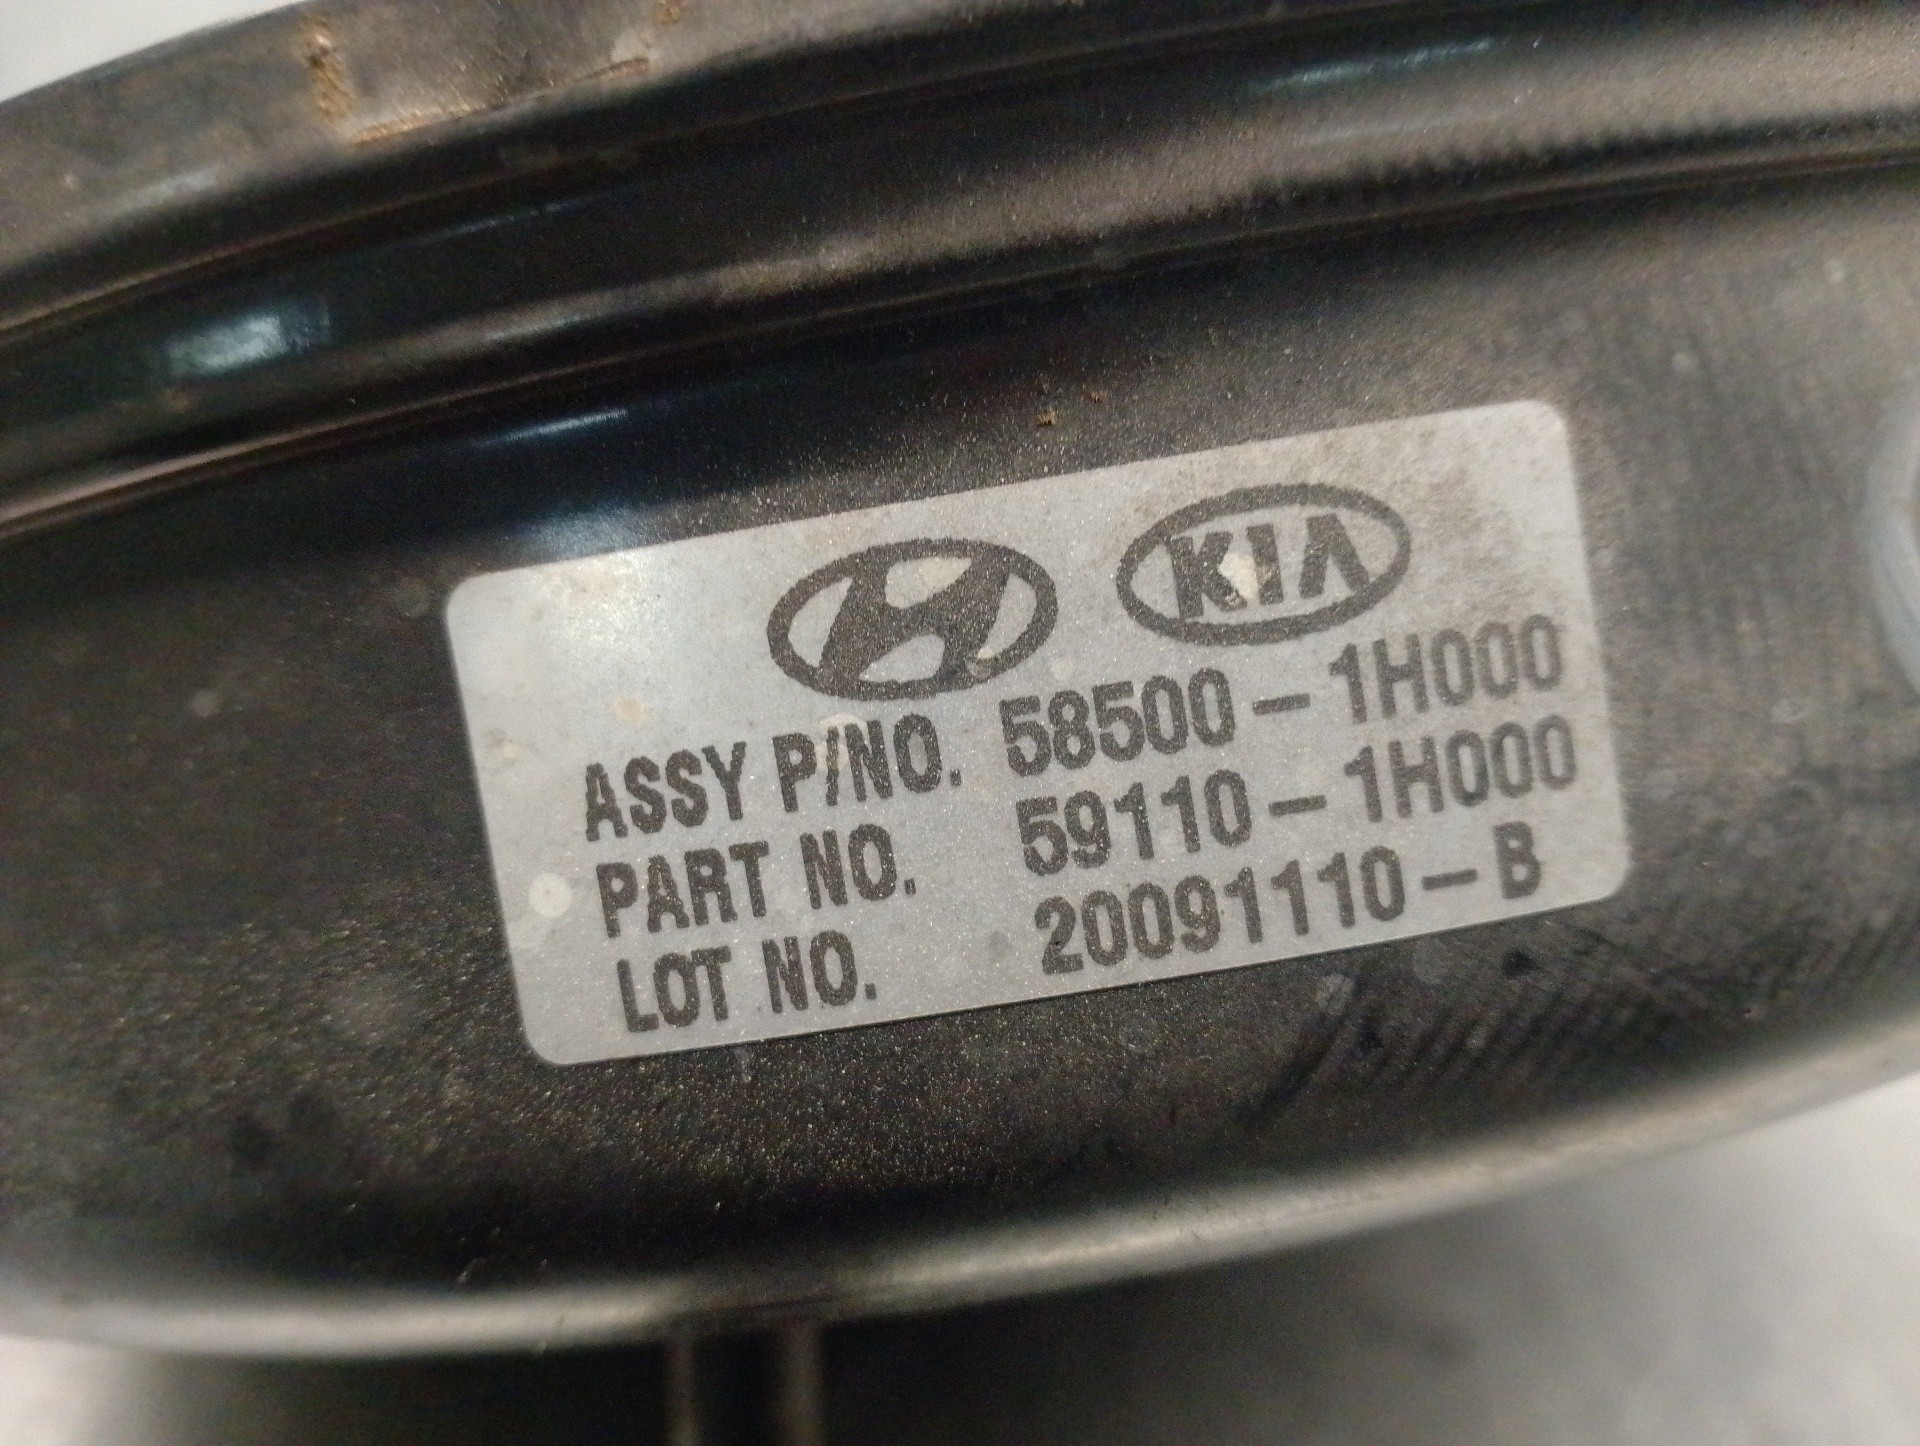 KIA
ASSY P/NO. 58500-1H000
PART NO. 59110-1H000
LOT NO. 20091110-B